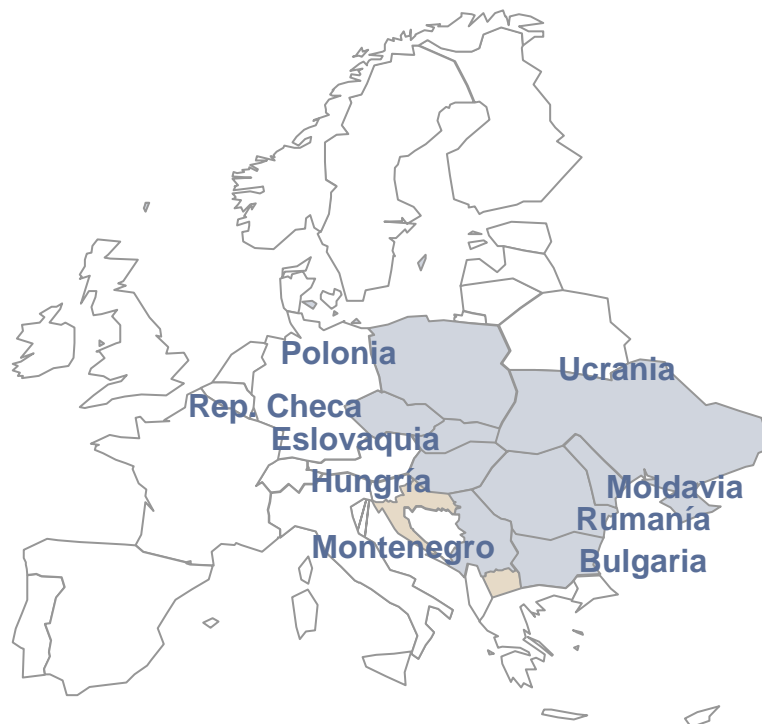 Polonia
Ucrania
Rep. Checa
Eslovaquia
Hungría
Moldavia
Rumanía
Montenegro
Bulgaria